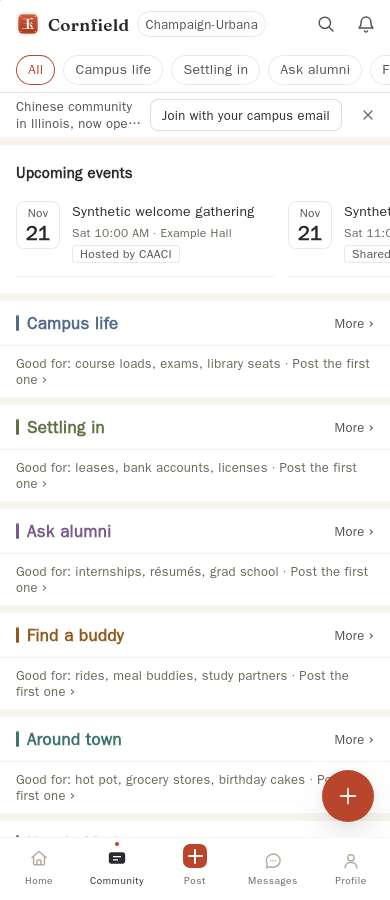 Cornfield
Champaign-Urbana
All
Campus life
Settling in
Ask alumni
F
Chinese community
in Illinois, now ope…
Join with your campus email
Upcoming events
Nov
21
Synthetic welcome gathering
Sat 10:00 AM · Example Hall
Hosted by CAACI
Nov
21
Synthet
Sat 11:0
Shared
Campus life
More ›
Good for: course loads, exams, library seats · Post the first
one ›
Settling in
More ›
Good for: leases, bank accounts, licenses · Post the first
one ›
Ask alumni
More ›
Good for: internships, résumés, grad school · Post the first
one ›
Find a buddy
More ›
Good for: rides, meal buddies, study partners · Post the
first one ›
Around town
More ›
Good for: hot pot, grocery stores, birthday cakes · Po
first one ›
Home
Community
Post
Messages
Profile